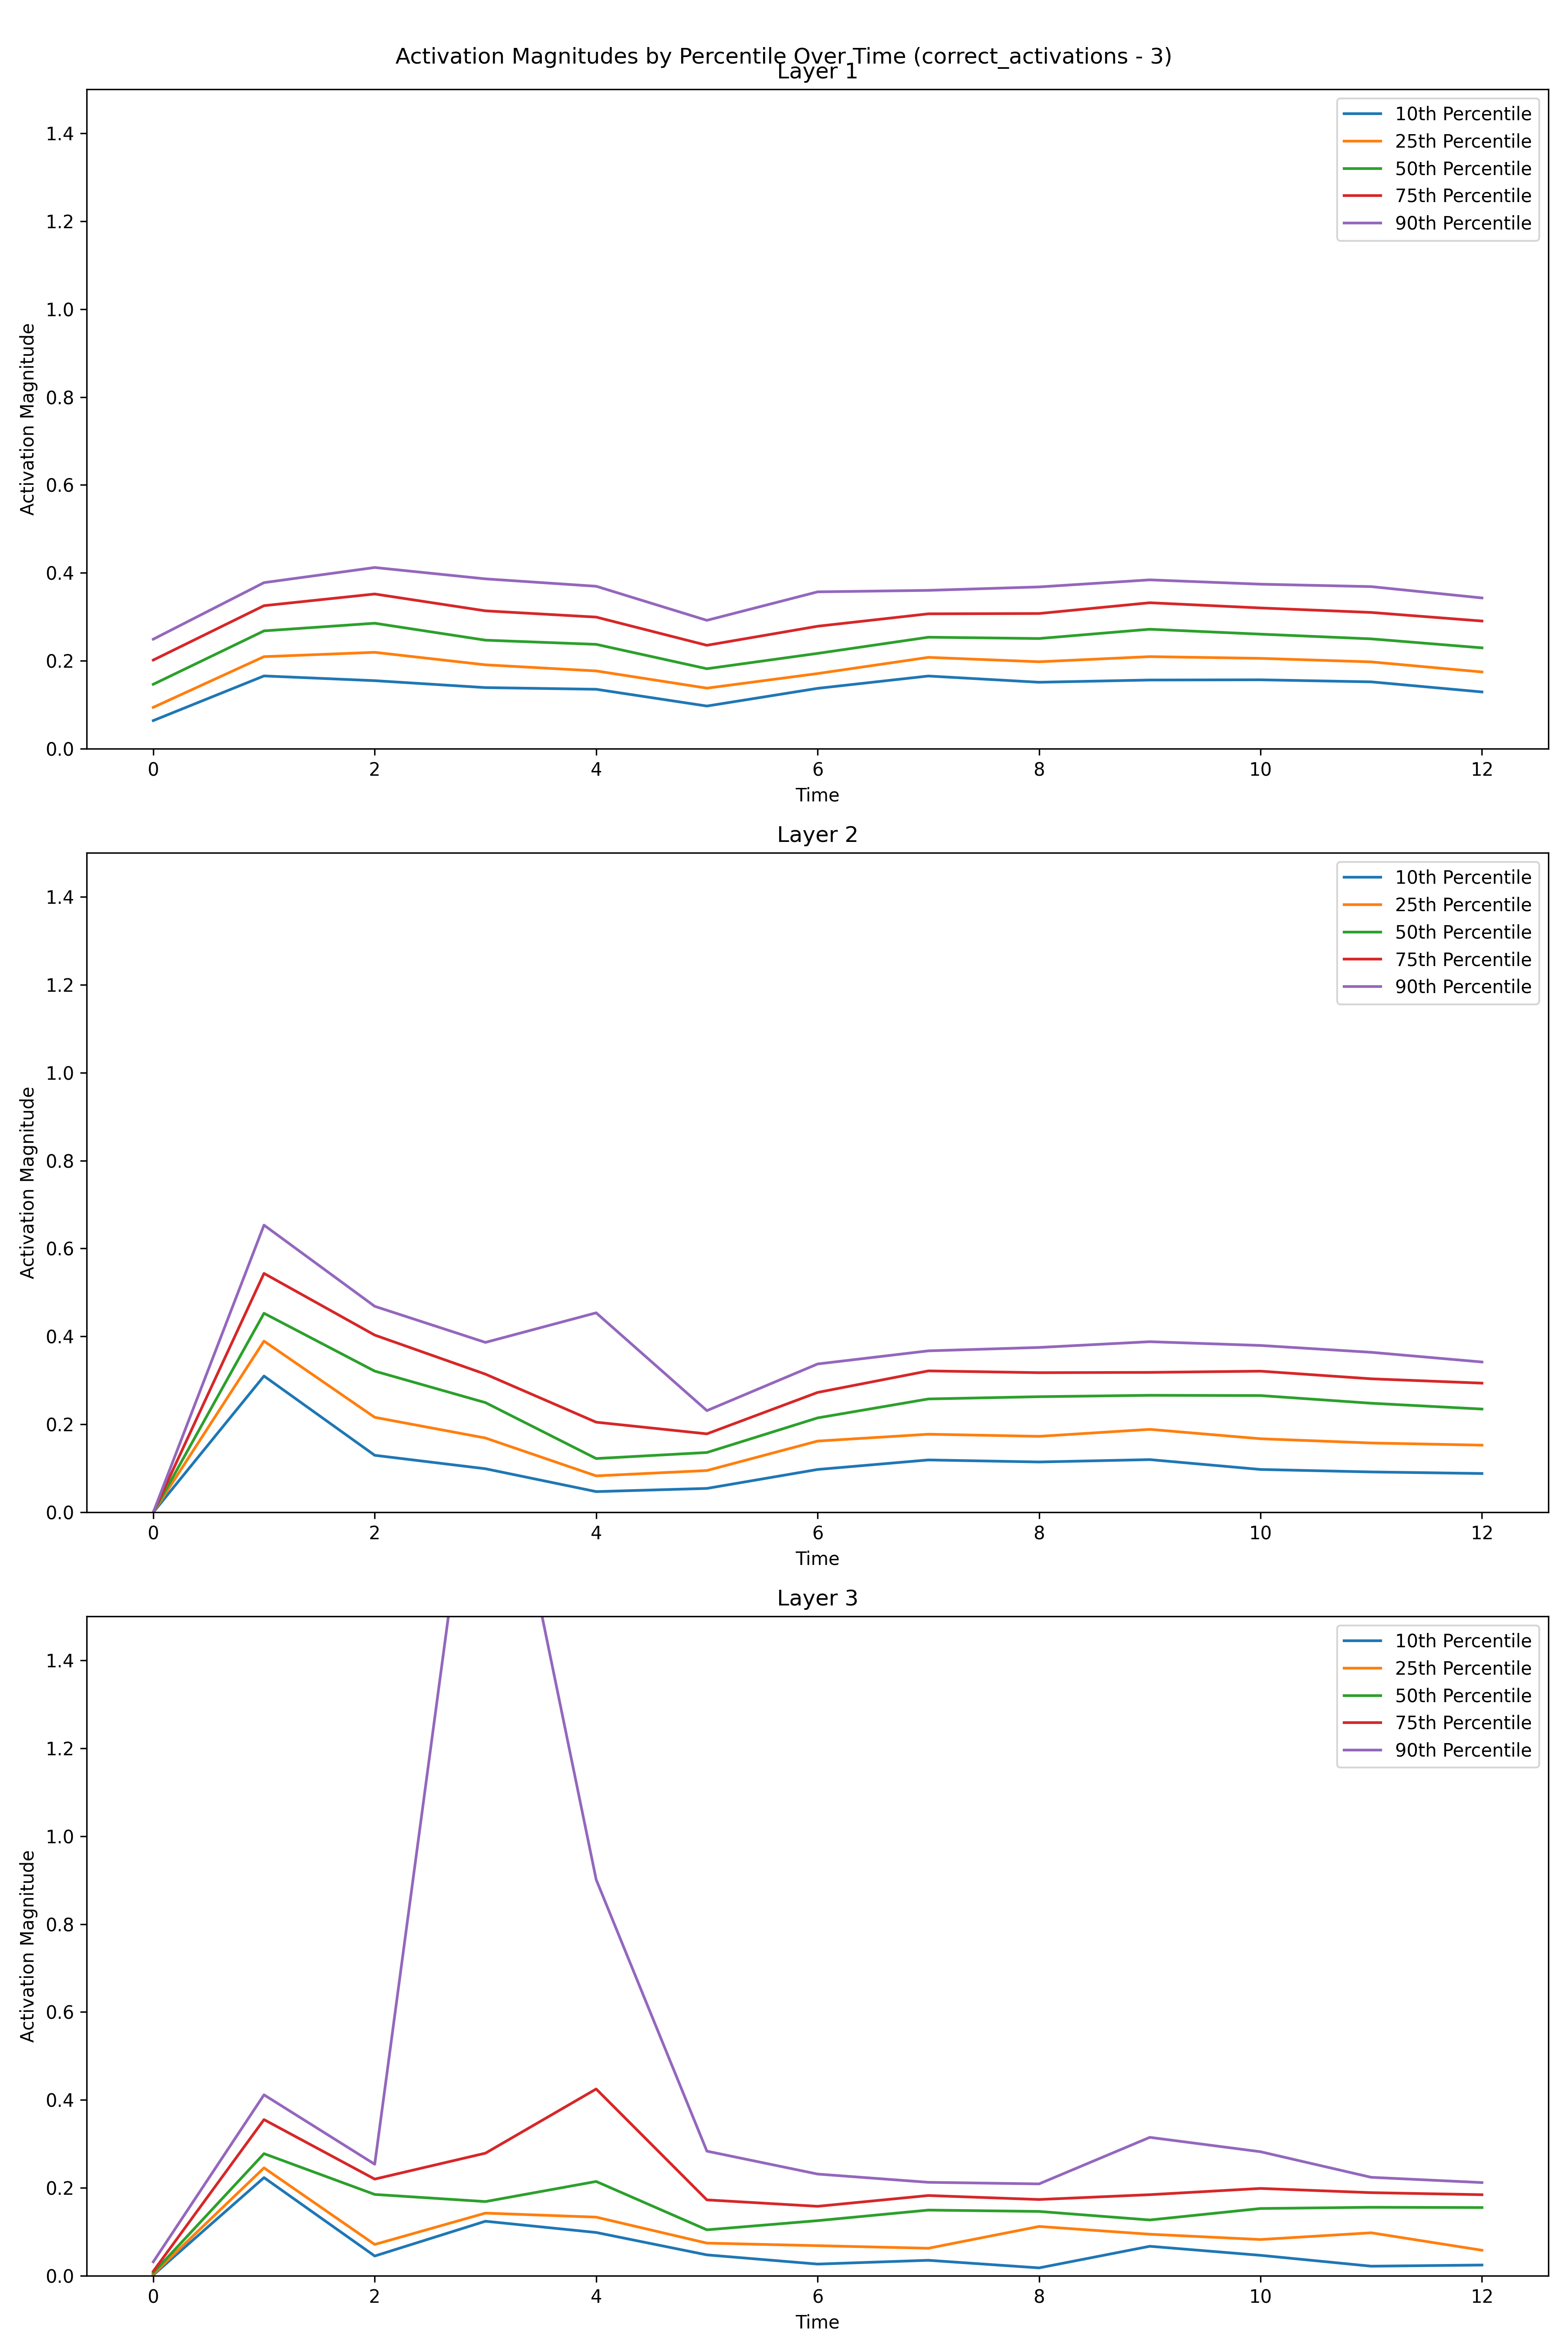 Activation Magnitudes by Percentile Over Time (correct_activations - 3)
Layer 1
1.4
1.2
1.0
0.8
0.6
0.4
0.2
0.0
Activation Magnitude
10th Percentile
25th Percentile
50th Percentile
75th Percentile
90th Percentile
0 2 4 6 8 10 12
Time
Layer 2
1.4
1.2
1.0
0.8
0.6
0.4
0.2
0.0
Activation Magnitude
10th Percentile
25th Percentile
50th Percentile
75th Percentile
90th Percentile
0 2 4 6 8 10 12
Time
Layer 3
1.4
1.2
1.0
0.8
0.6
0.4
0.2
0.0
Activation Magnitude
10th Percentile
25th Percentile
50th Percentile
75th Percentile
90th Percentile
0 2 4 6 8 10 12
Time